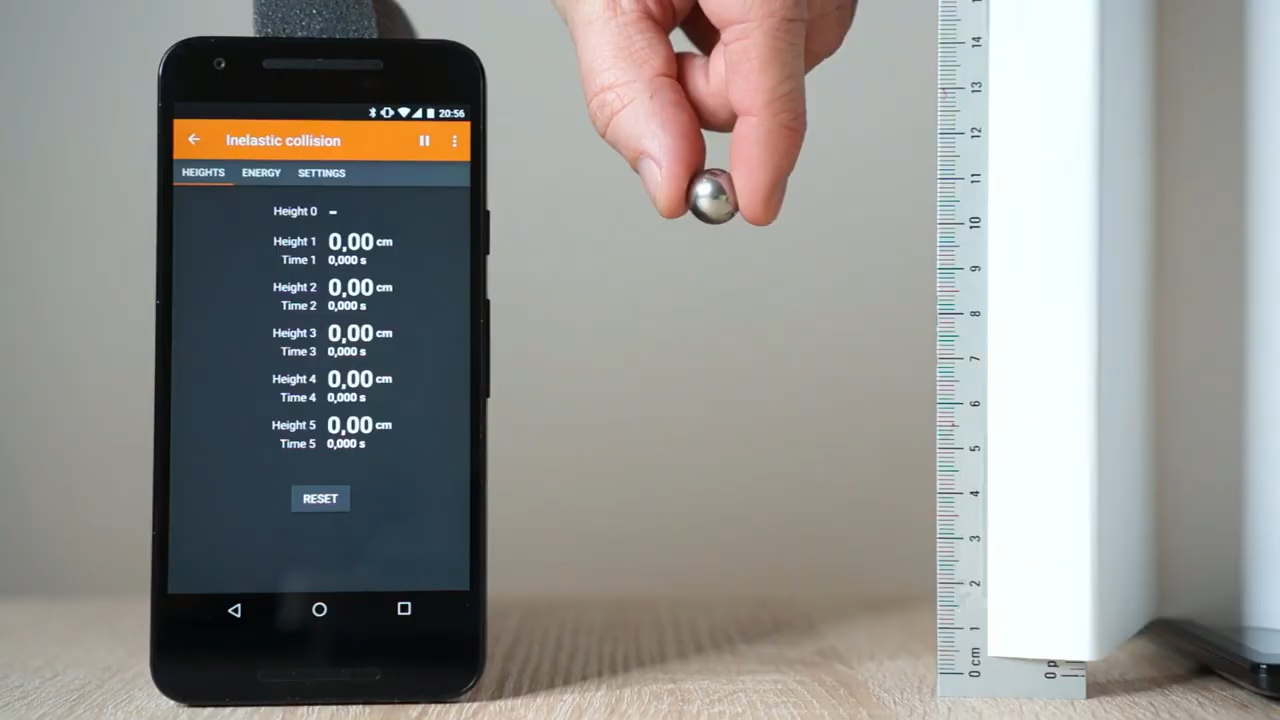 20:56
Inelastic collision
HEIGHTS ENERGY SETTINGS
Height 0 -
Height 1 0,00 cm
Time 1 0,000 s
Height 2 0,00 cm
Time 2 0,000 s
Height 3 0,00 cm
Time 3 0,000 s
Height 4 0,00 cm
Time 4 0,000 s
Height 5 0,00 cm
Time 5 0,000 s
RESET
14
13
12
11
10
9
8
7
6
5
4
3
2
1
0 cm
0 p